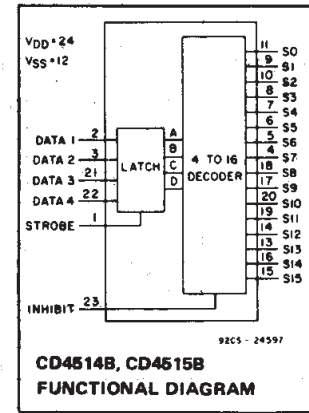 VDD=24
VSS=12
DATA 1 2
DATA 2 3
DATA 3 21
DATA 4 22
STROBE 1
INHIBIT 23
LATCH
A
B
C
D
4 TO 16
DECODER
11 S0
9 S1
10 S2
8 S3
7 S4
6 S5
5 S6
4 S7
18 S8
17 S9
20 S10
19 S11
14 S12
13 S13
16 S14
15 S15
92CS-24597
CD4514B, CD4515B
FUNCTIONAL DIAGRAM